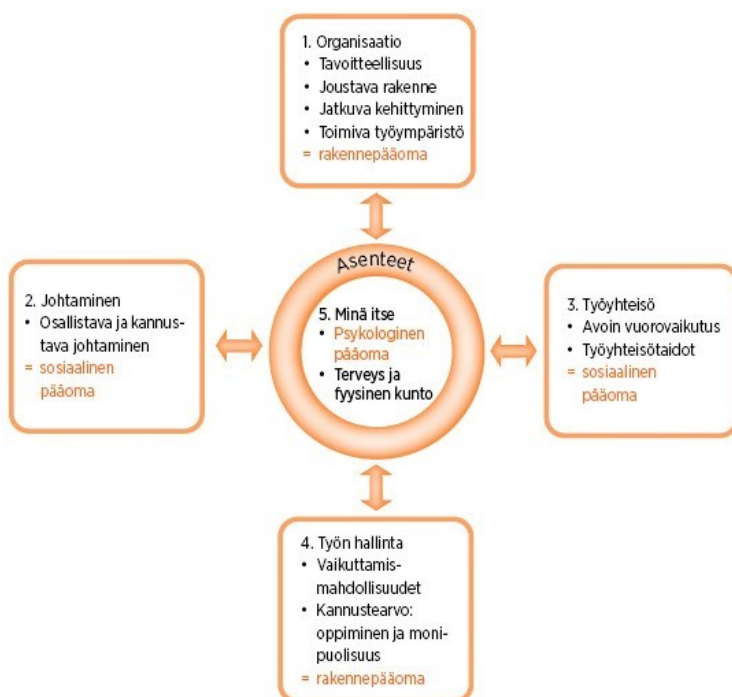 1. Organisaatio
• Tavoitteellisuus
• Joustava rakenne
• Jatkuva kehittyminen
• Toimiva työympäristö
= rakennepääoma
Asenteet
2. Johtaminen
• Osallistava ja kannus-
tava johtaminen
= sosiaalinen
pääoma
5. Minä itse
• Psykologinen
pääoma
• Terveys ja
fyysinen kunto
3. Työyhteisö
• Avoin vuorovaikutus
• Työyhteisötaidot
= sosiaalinen
pääoma
4. Työn hallinta
• Vaikuttamis-
mahdollisuudet
• Kannustearvo:
oppiminen ja moni-
puolisuus
= rakennepääoma